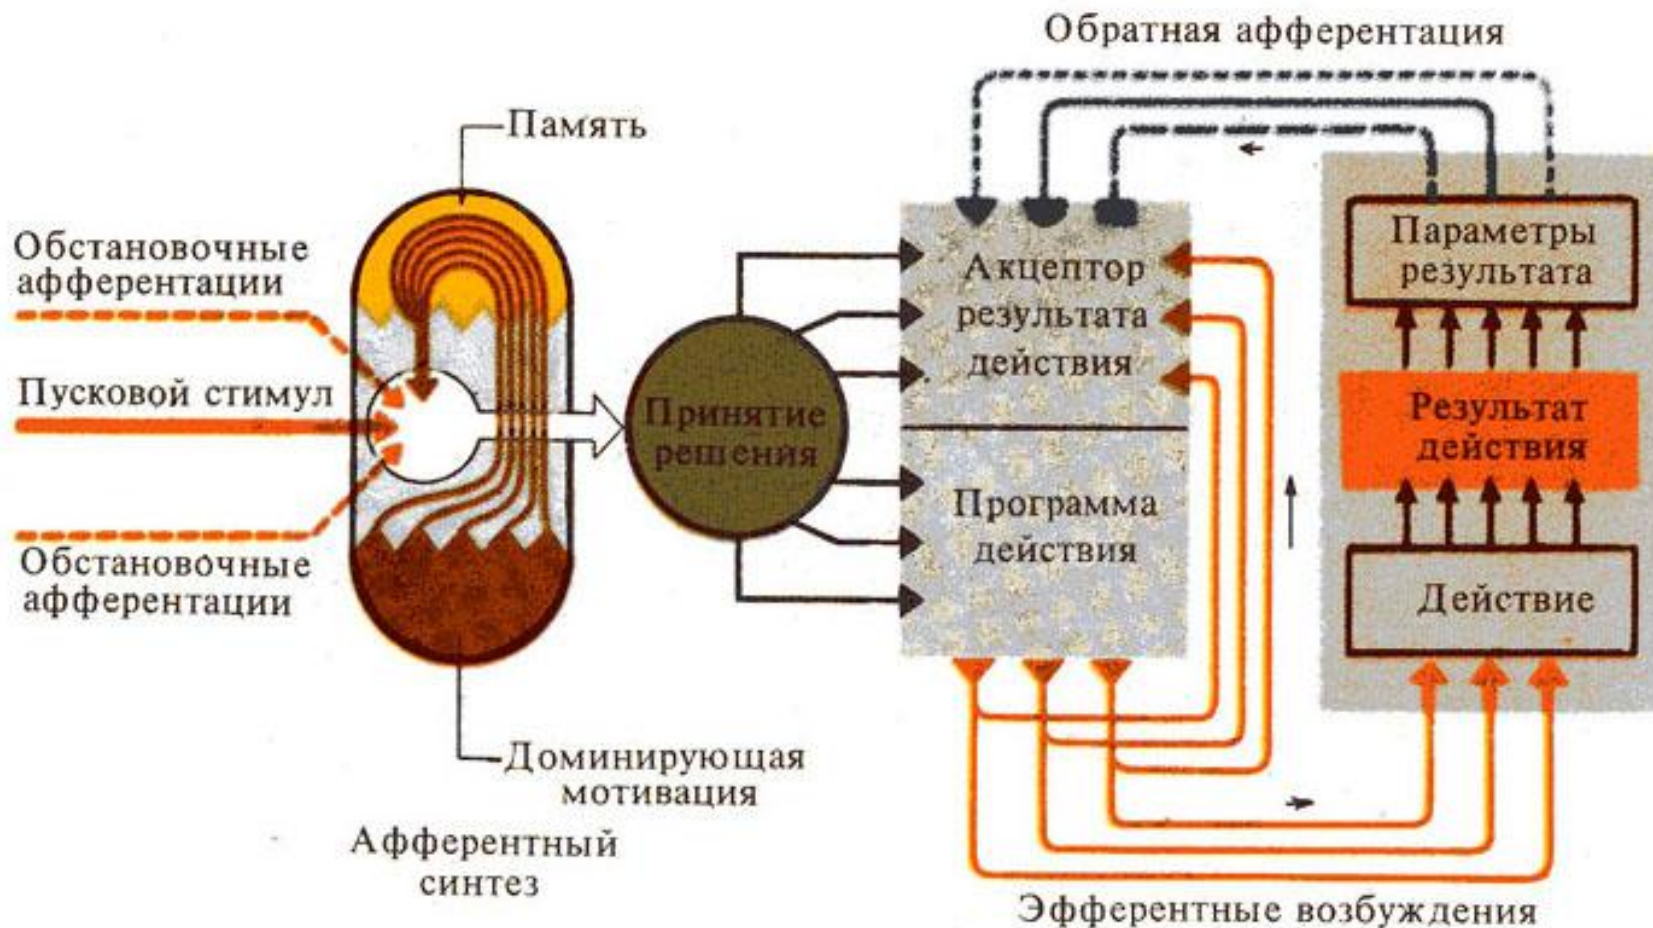 Обратная афферентация
Память
Обстановочные
афферентации
Пусковой стимул
Обстановочные
афферентации
Доминирующая
мотивация
Афферентный
синтез
Принятие
решения
Акцептор
результата
действия
Программа
действия
Параметры
результата
Результат
действия
Действие
Эфферентные возбуждения